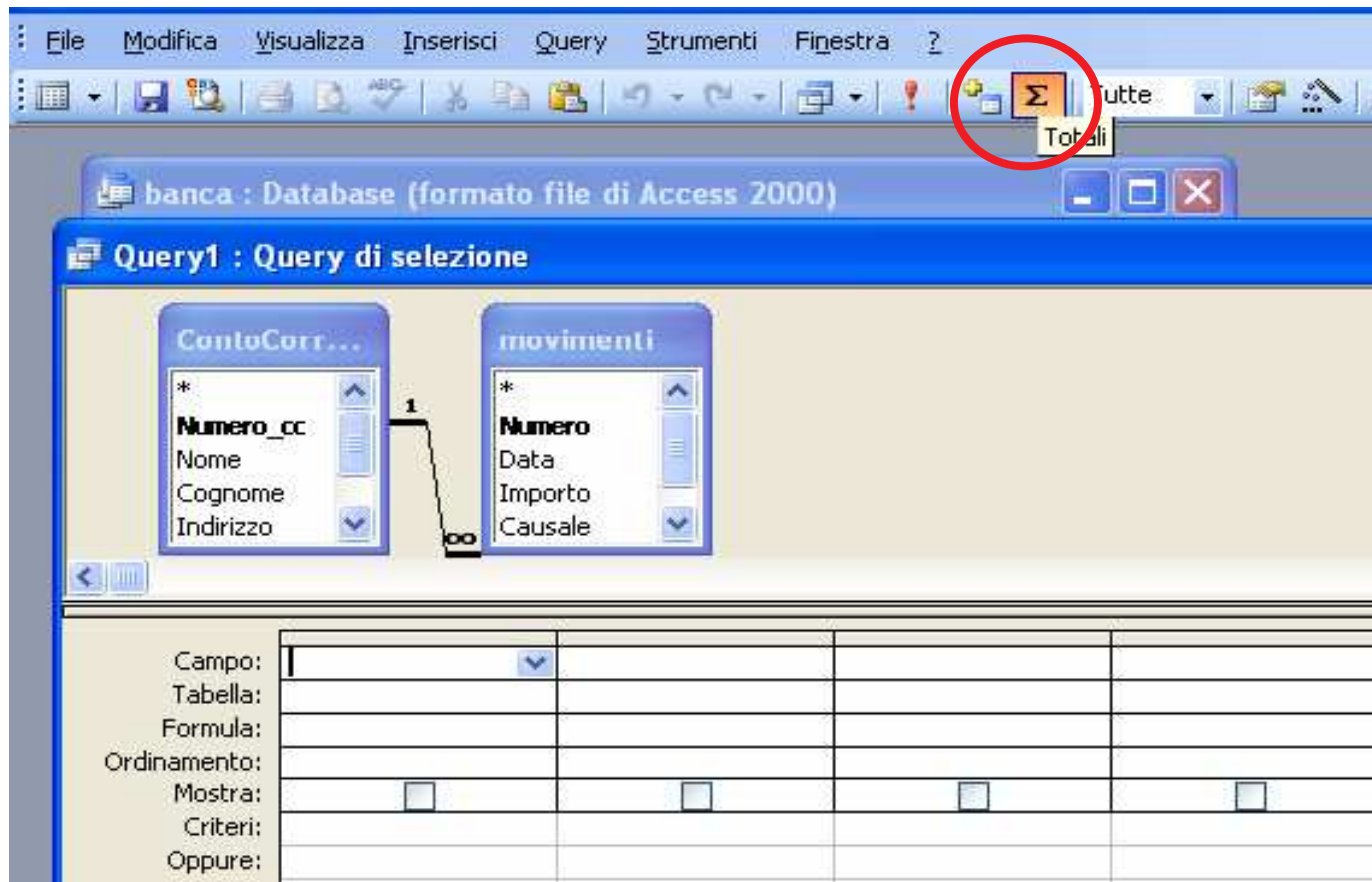 File Modifica Visualizza Inserisci Query Strumenti Finestra ?
ABC Σ Tutte
Totali
banca : Database (formato file di Access 2000)
Query1 : Query di selezione
ContoCorr...
*
Numero_cc
Nome
Cognome
Indirizzo
1
∞
movimenti
*
Numero
Data
Importo
Causale
Campo:
Tabella:
Formula:
Ordinamento:
Mostra:
Criteri:
Oppure: